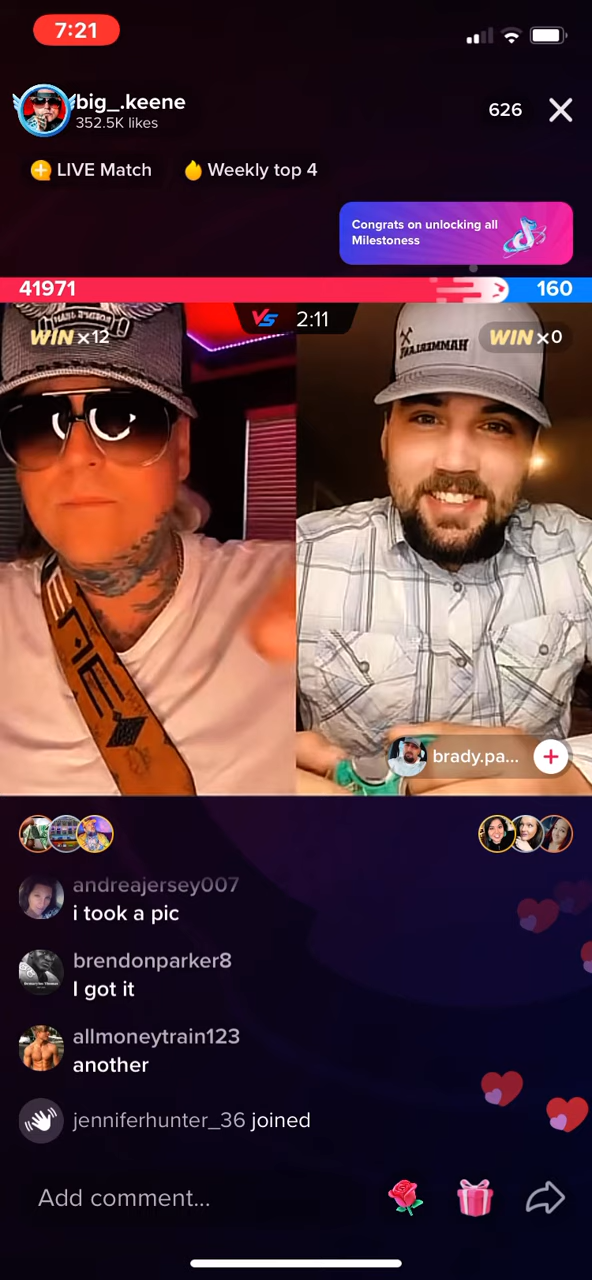 7:21
big_.keene
352.5K likes
626
LIVE Match
Weekly top 4
Congrats on unlocking all
Milestoness
41971
160
VS 2:11
WIN x12
WIN x0
HAMMERLANE
brady.pa...
andreajersey007
i took a pic
brendonparker8
I got it
allmoneytrain123
another
jenniferhunter_36 joined
Add comment...